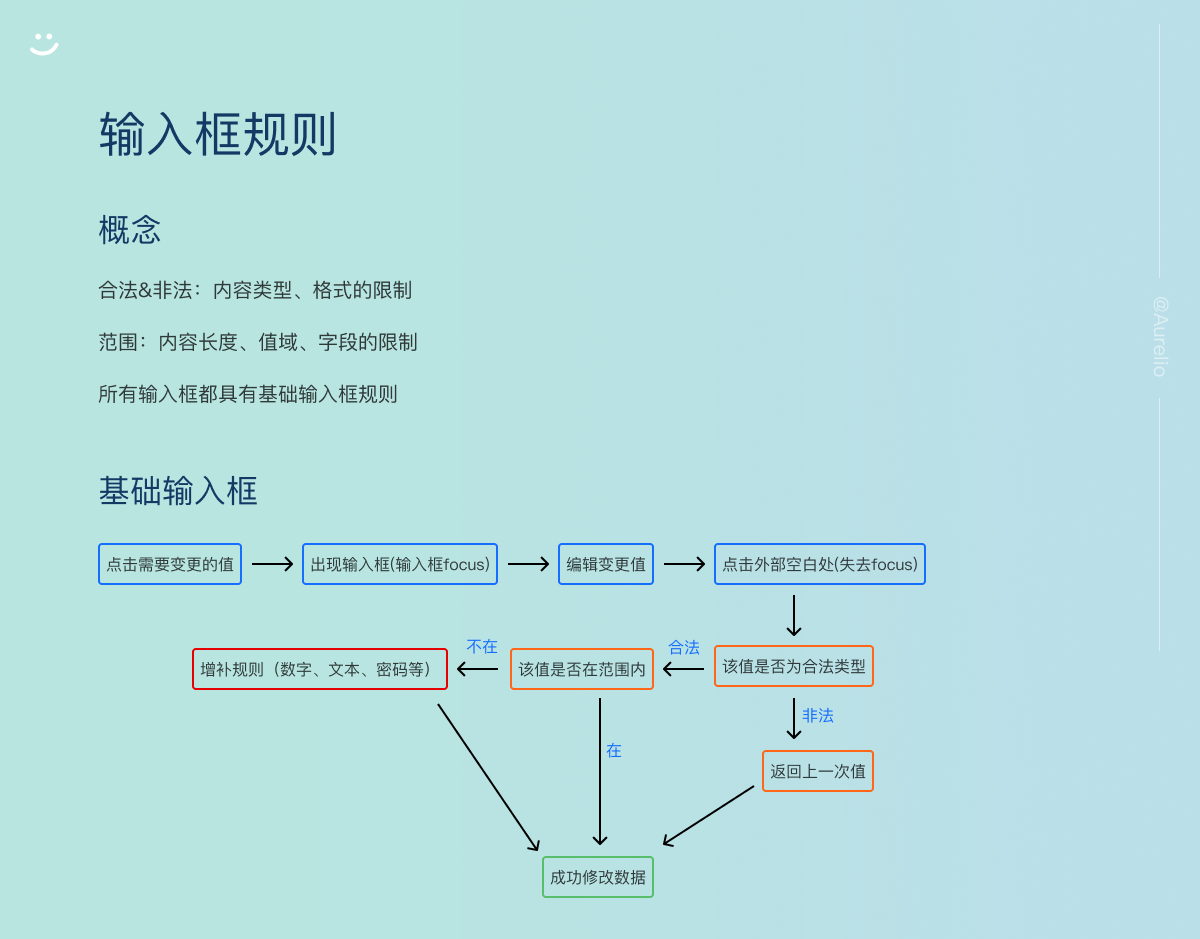 输入框规则
概念
合法&非法：内容类型、格式的限制
范围：内容长度、值域、字段的限制
所有输入框都具有基础输入框规则
基础输入框
点击需要变更的值
出现输入框(输入框focus)
编辑变更值
点击外部空白处(失去focus)
增补规则（数字、文本、密码等）
不在
该值是否在范围内
合法
该值是否为合法类型
非法
在
返回上一次值
成功修改数据
@Aurelio